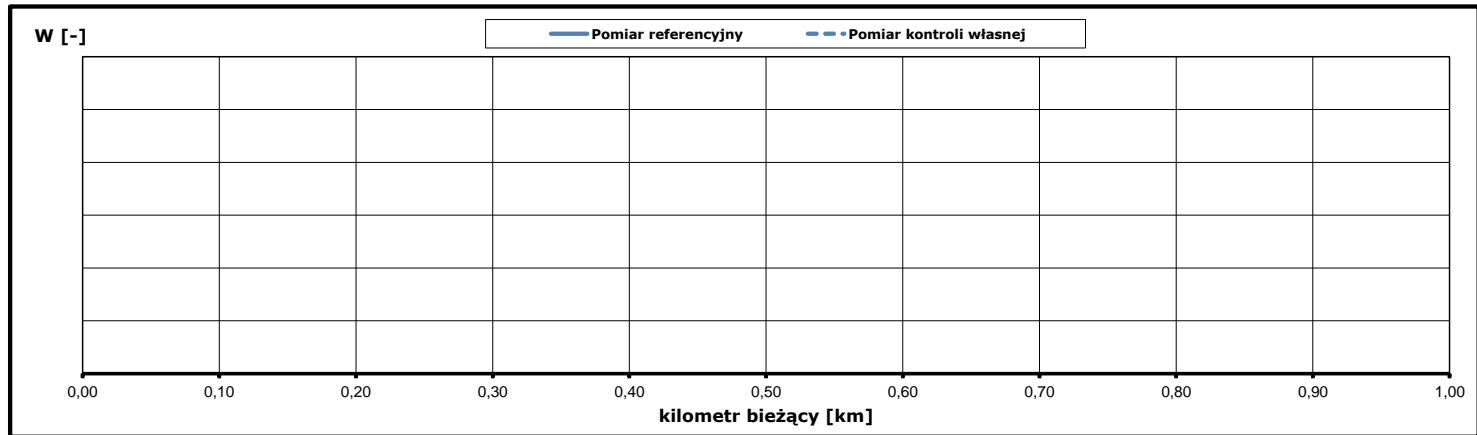 W [-]
Pomiar referencyjny Pomiar kontroli własnej
0,00 0,10 0,20 0,30 0,40 0,50 0,60 0,70 0,80 0,90 1,00
kilometr bieżący [km]